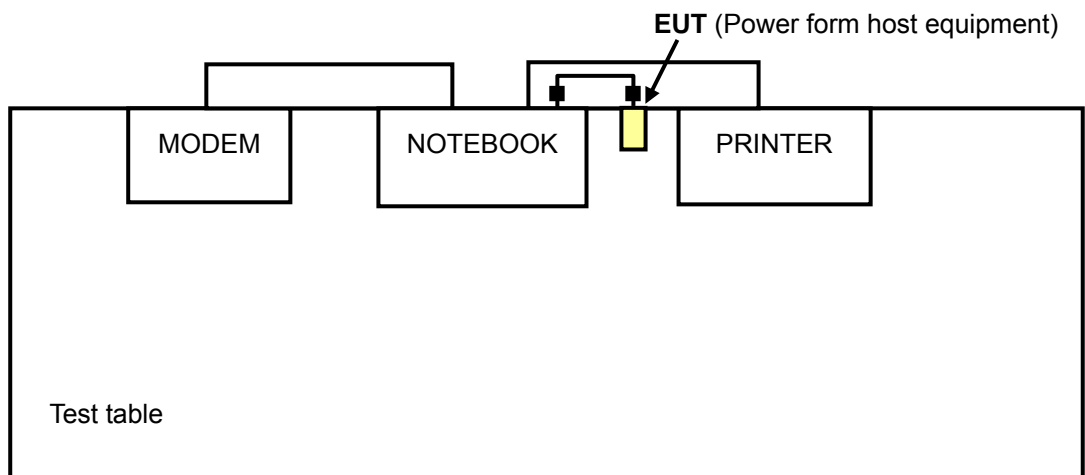 EUT (Power form host equipment)
MODEM
NOTEBOOK
PRINTER
Test table